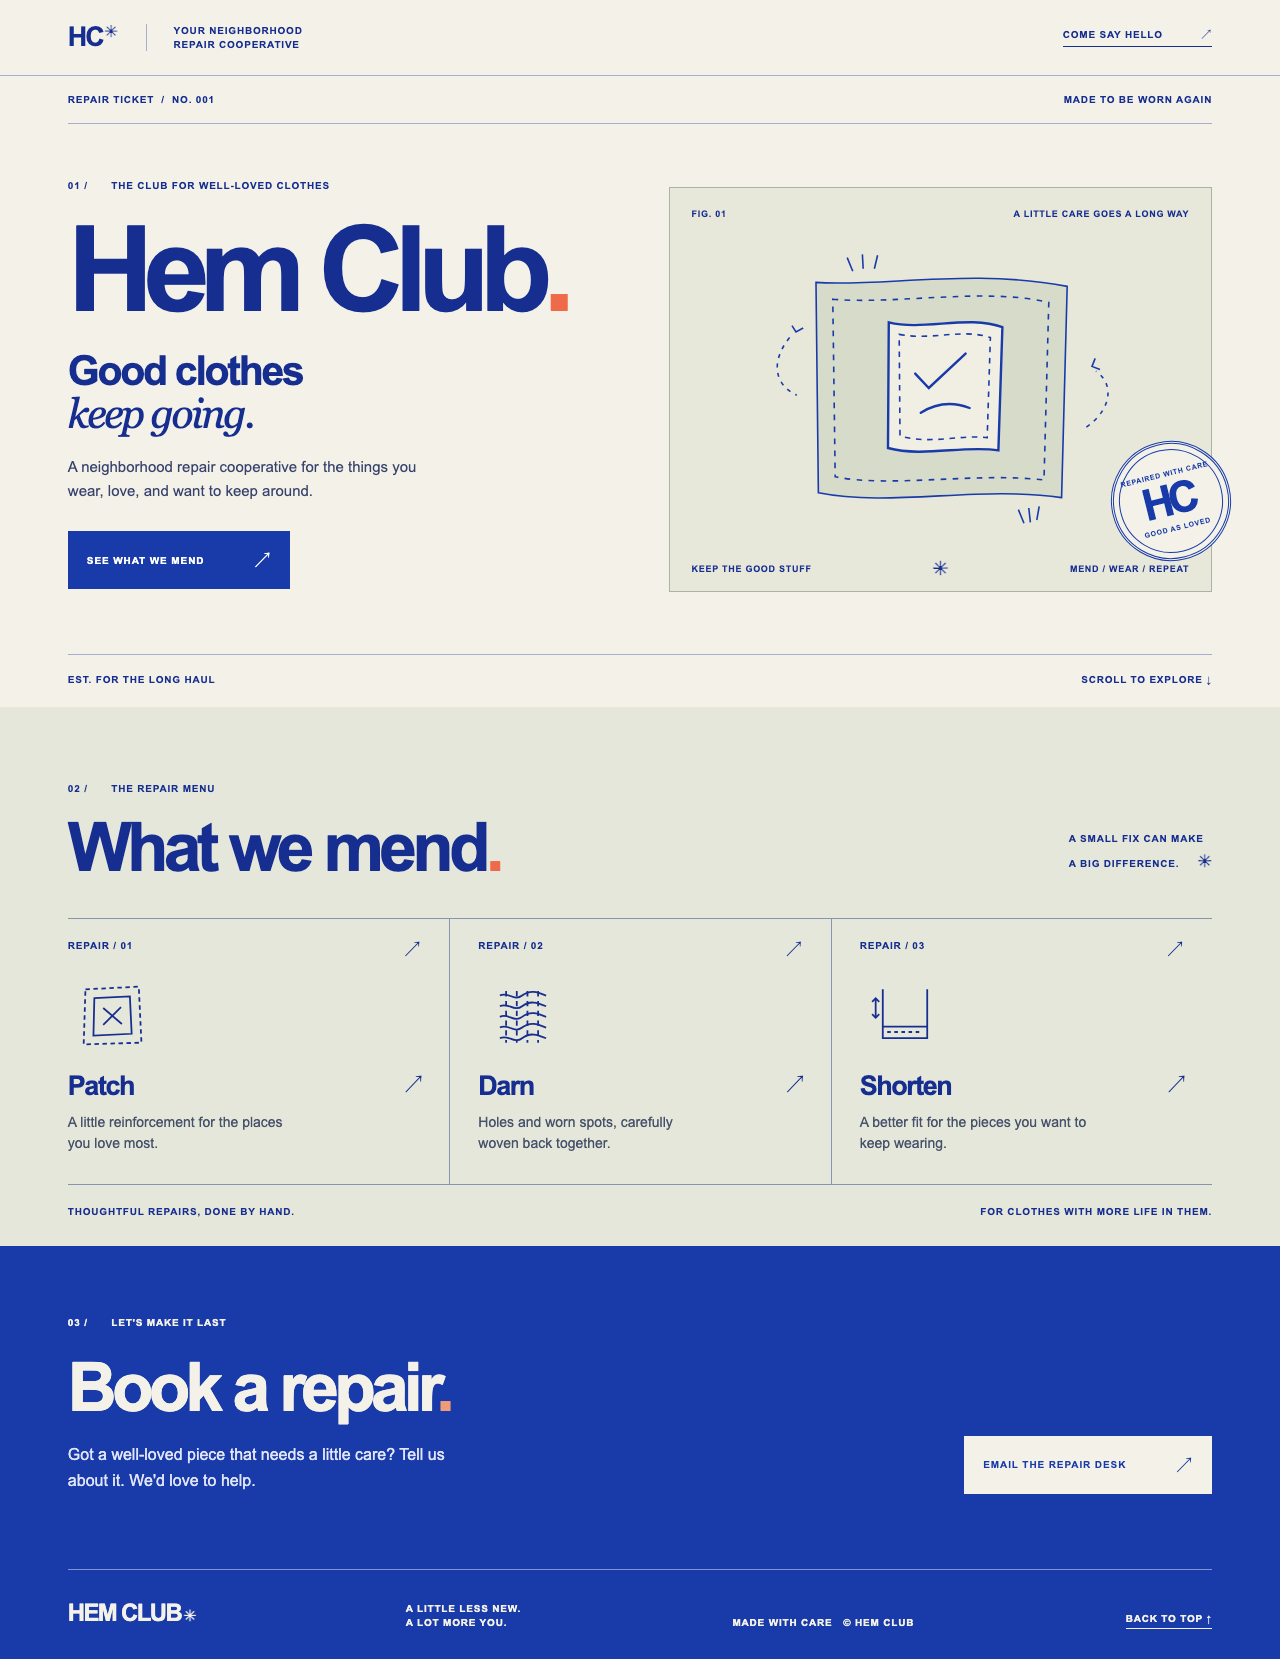 HC✳
YOUR NEIGHBORHOOD
REPAIR COOPERATIVE
COME SAY HELLO ↗
REPAIR TICKET / NO. 001
MADE TO BE WORN AGAIN
01 / THE CLUB FOR WELL-LOVED CLOTHES
Hem Club.
Good clothes
keep going.
A neighborhood repair cooperative for the things you
wear, love, and want to keep around.
SEE WHAT WE MEND ↗
FIG. 01
A LITTLE CARE GOES A LONG WAY
REPAIRED WITH CARE
HC
GOOD AS LOVED
KEEP THE GOOD STUFF
✳
MEND / WEAR / REPEAT
EST. FOR THE LONG HAUL
SCROLL TO EXPLORE ↓
02 / THE REPAIR MENU
What we mend.
A SMALL FIX CAN MAKE
A BIG DIFFERENCE. ✳
REPAIR / 01 ↗
Patch ↗
A little reinforcement for the places
you love most.
REPAIR / 02 ↗
Darn ↗
Holes and worn spots, carefully
woven back together.
REPAIR / 03 ↗
Shorten ↗
A better fit for the pieces you want to
keep wearing.
THOUGHTFUL REPAIRS, DONE BY HAND.
FOR CLOTHES WITH MORE LIFE IN THEM.
03 / LET'S MAKE IT LAST
Book a repair.
Got a well-loved piece that needs a little care? Tell us
about it. We'd love to help.
EMAIL THE REPAIR DESK ↗
HEM CLUB✳
A LITTLE LESS NEW.
A LOT MORE YOU.
MADE WITH CARE © HEM CLUB
BACK TO TOP ↑